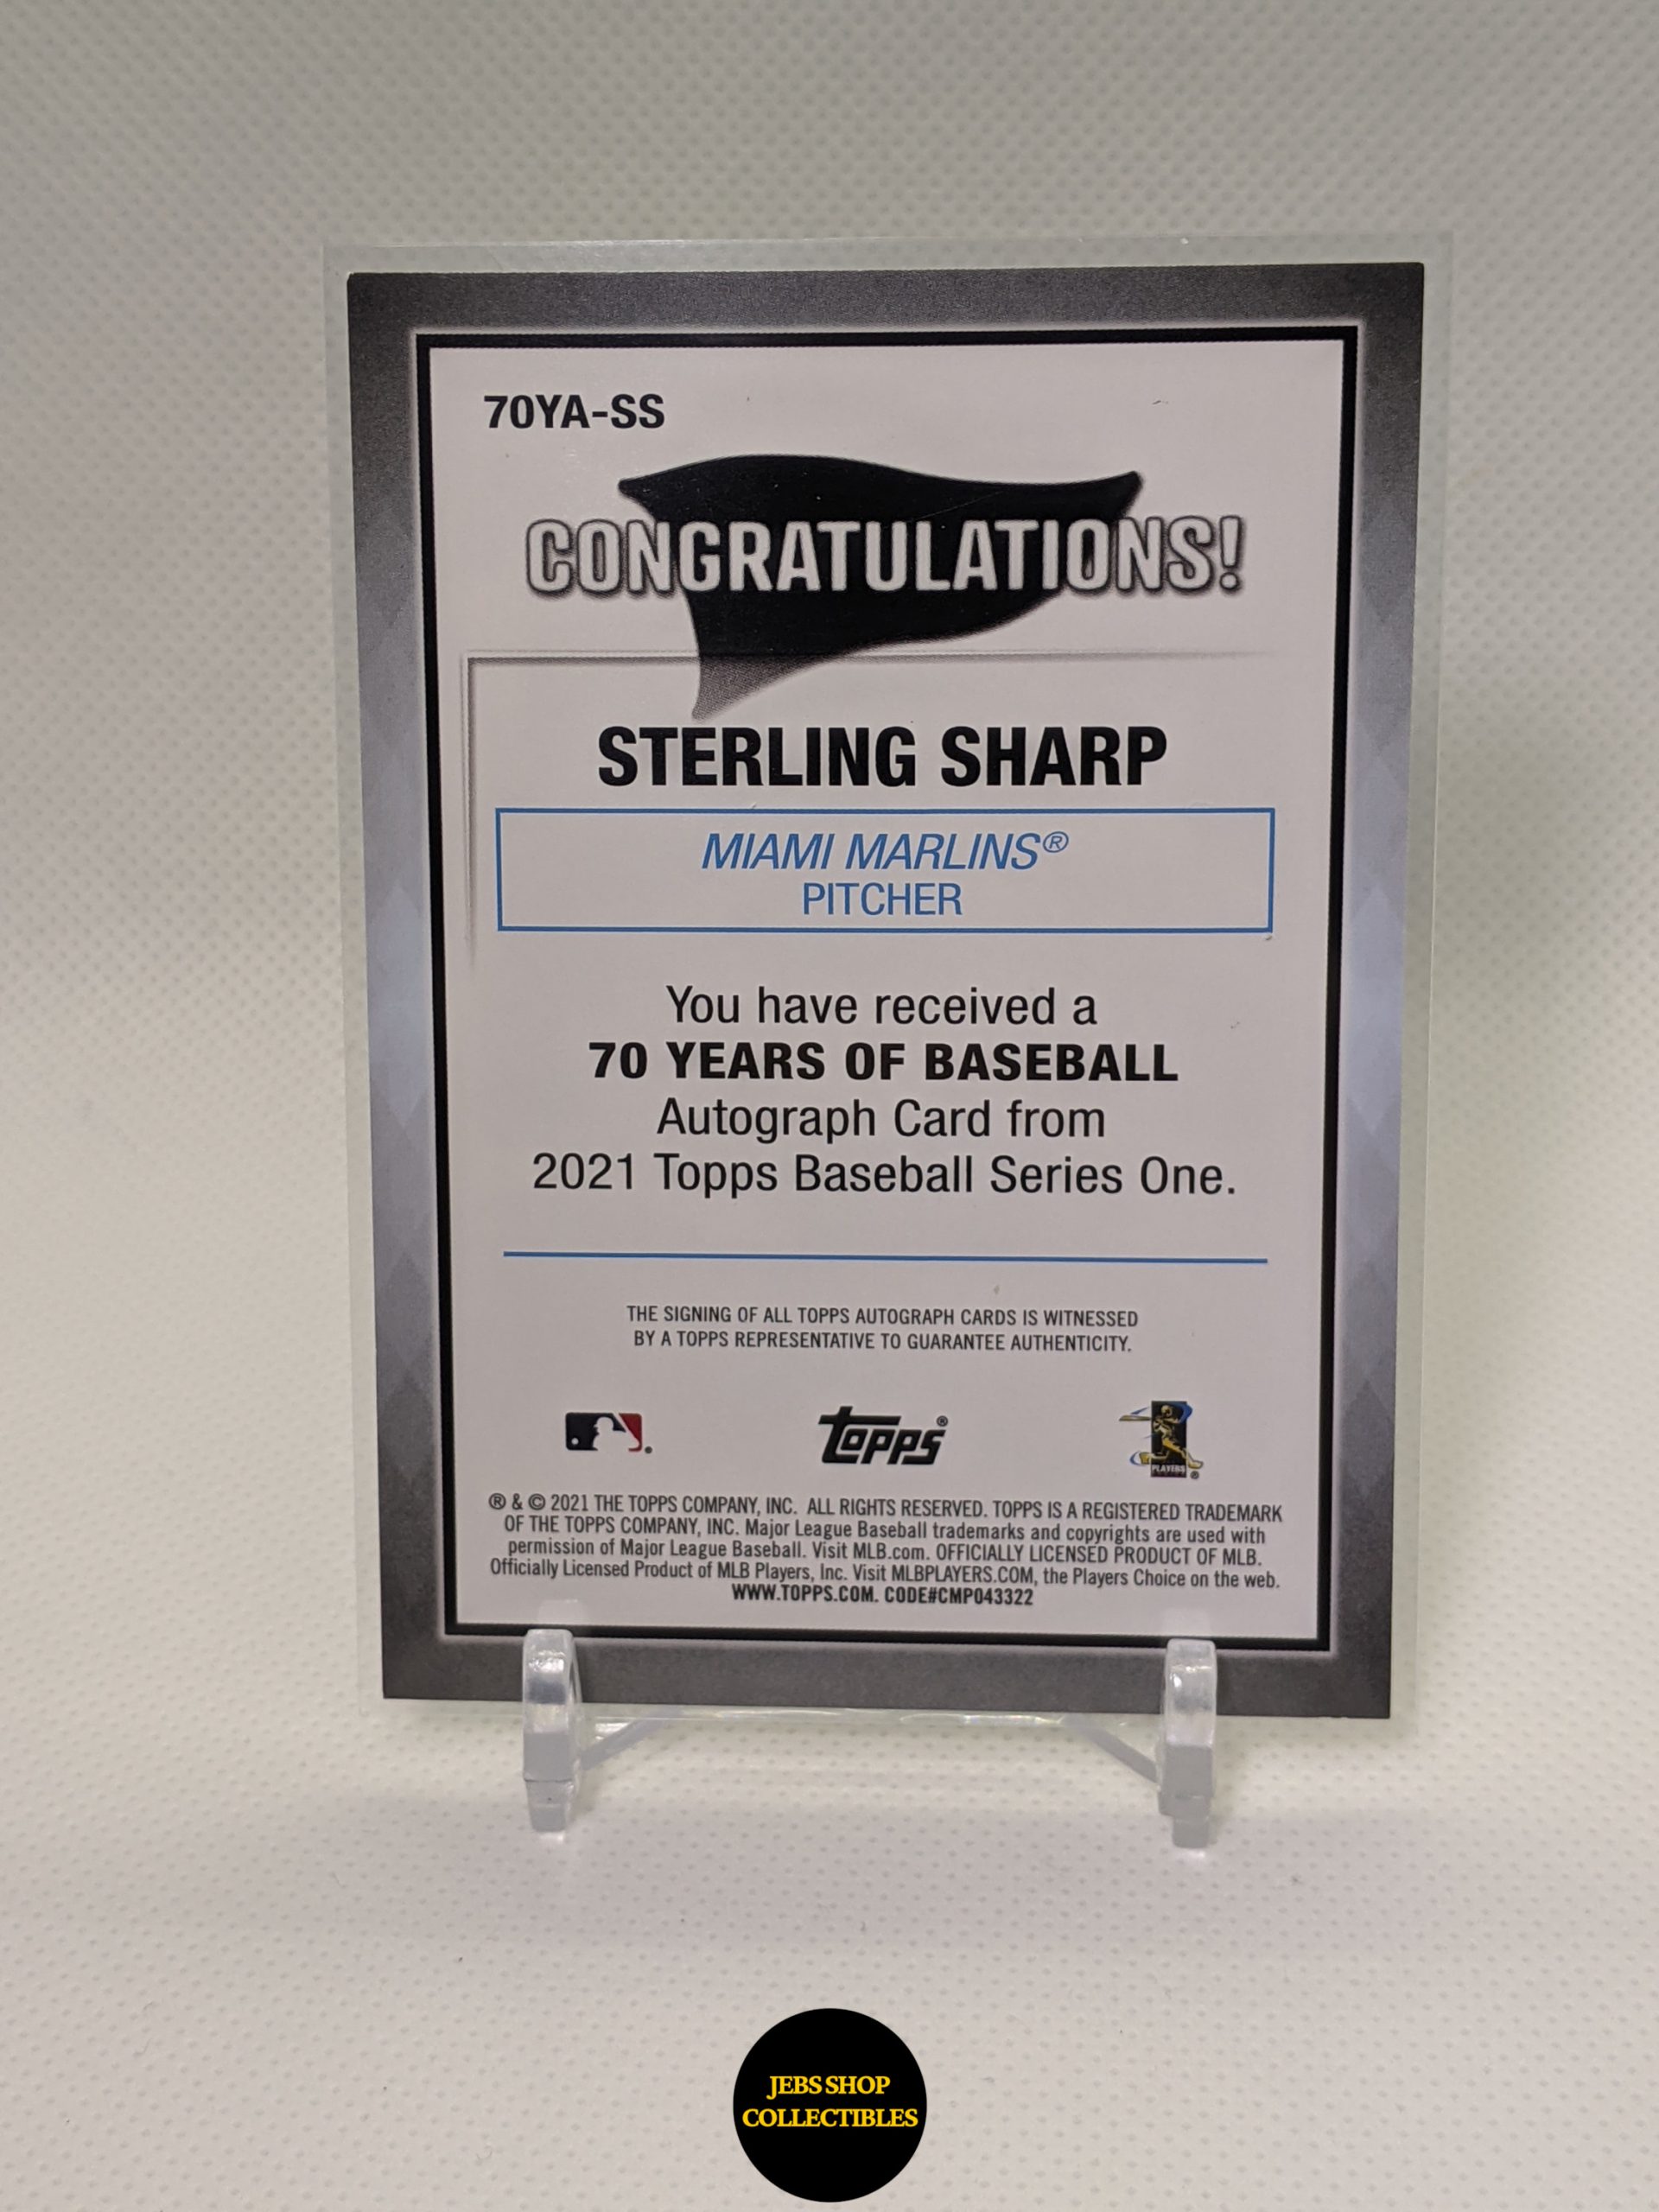 70YA-SS
CONGRATULATIONS!
STERLING SHARP
MIAMI MARLINS®
PITCHER
You have received a
70 YEARS OF BASEBALL
Autograph Card from
2021 Topps Baseball Series One.
THE SIGNING OF ALL TOPPS AUTOGRAPH CARDS IS WITNESSED
BY A TOPPS REPRESENTATIVE TO GUARANTEE AUTHENTICITY.
topps®
PLAYERS
® & © 2021 THE TOPPS COMPANY, INC. ALL RIGHTS RESERVED. TOPPS IS A REGISTERED TRADEMARK
OF THE TOPPS COMPANY, INC. Major League Baseball trademarks and copyrights are used with
permission of Major League Baseball. Visit MLB.com. OFFICIALLY LICENSED PRODUCT OF MLB.
Officially Licensed Product of MLB Players, Inc. Visit MLBPLAYERS.COM, the Players Choice on the web.
WWW.TOPPS.COM. CODE#CMP043322
JEBS SHOP
COLLECTIBLES